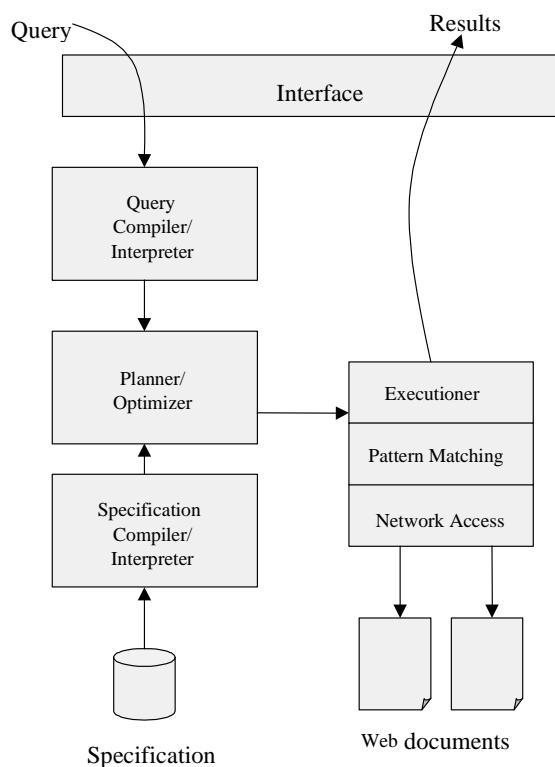 Query
Results
Interface
Query
Compiler/
Interpreter
Planner/
Optimizer
Specification
Compiler/
Interpreter
Executioner
Pattern Matching
Network Access
Specification
Web documents